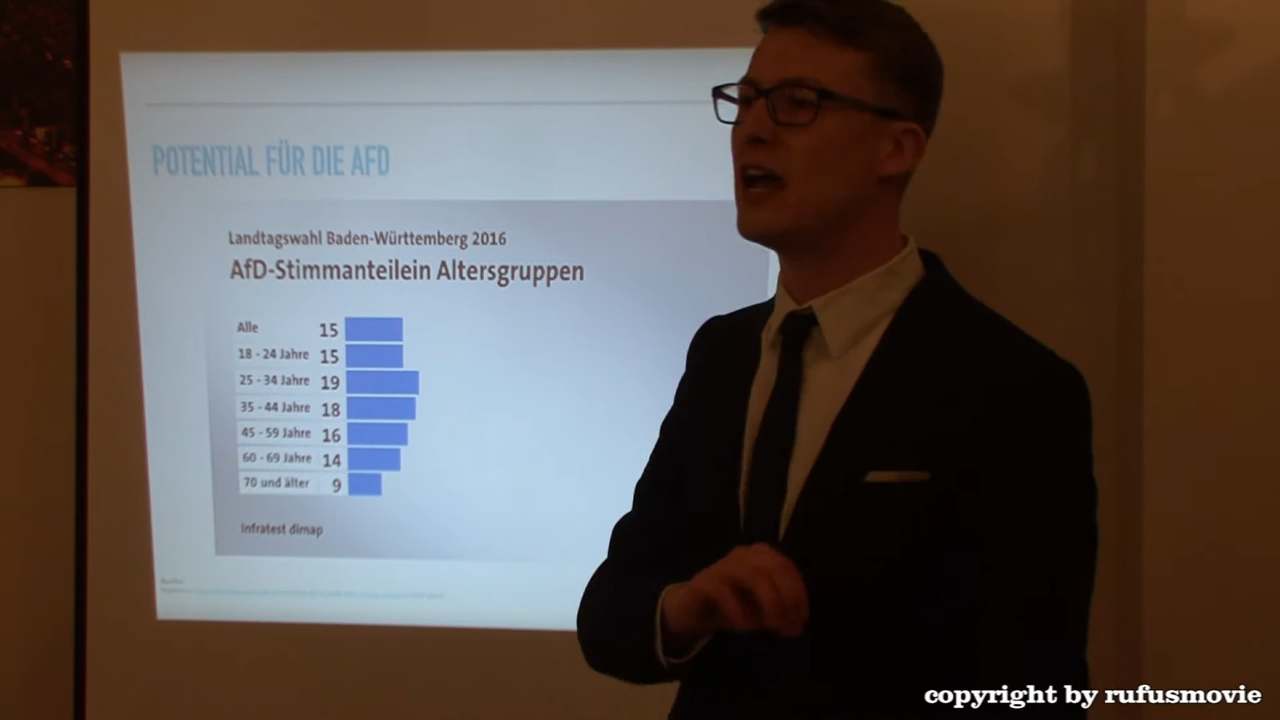 POTENTIAL FÜR DIE AFD
Landtagswahl Baden-Württemberg 2016
AfD-Stimmanteilein Altersgruppen
Alle 15
18 - 24 Jahre 15
25 - 34 Jahre 19
35 - 44 Jahre 18
45 - 59 Jahre 16
60 - 69 Jahre 14
70 und älter 9
Infratest dimap
copyright by rufusmovie